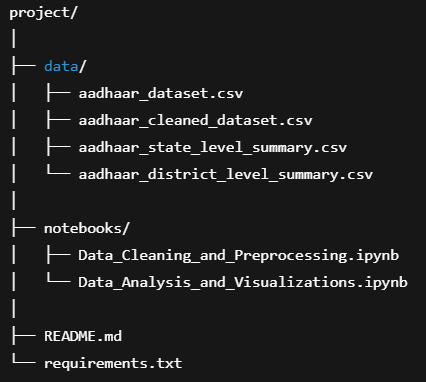 project/
│
├── data/
│   ├── aadhaar_dataset.csv
│   ├── aadhaar_cleaned_dataset.csv
│   ├── aadhaar_state_level_summary.csv
│   └── aadhaar_district_level_summary.csv
│
├── notebooks/
│   ├── Data_Cleaning_and_Preprocessing.ipynb
│   └── Data_Analysis_and_Visualizations.ipynb
│
├── README.md
└── requirements.txt